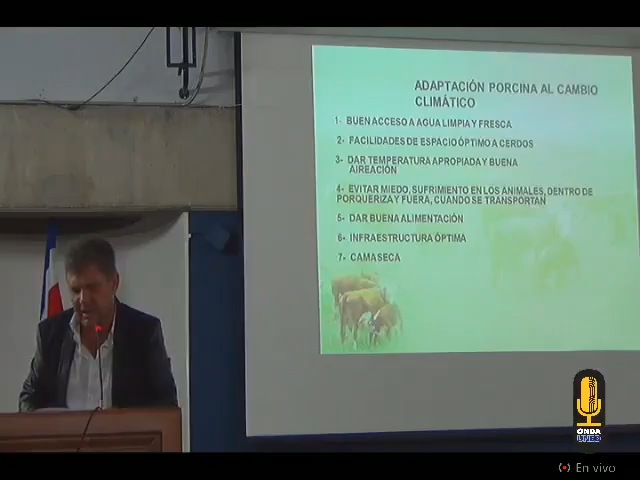 ADAPTACIÓN PORCINA AL CAMBIO
CLIMÁTICO
1- BUEN ACCESO A AGUA LIMPIA Y FRESCA
2- FACILIDADES DE ESPACIO ÓPTIMO A CERDOS
3- DAR TEMPERATURA APROPIADA Y BUENA
AIREACIÓN
4- EVITAR MIEDO, SUFRIMIENTO EN LOS ANIMALES, DENTRO DE
PORQUERIZA Y FUERA, CUANDO SE TRANSPORTAN
5- DAR BUENA ALIMENTACIÓN
6- INFRAESTRUCTURA ÓPTIMA
7- CAMA SECA
ONDA
UNED
En vivo